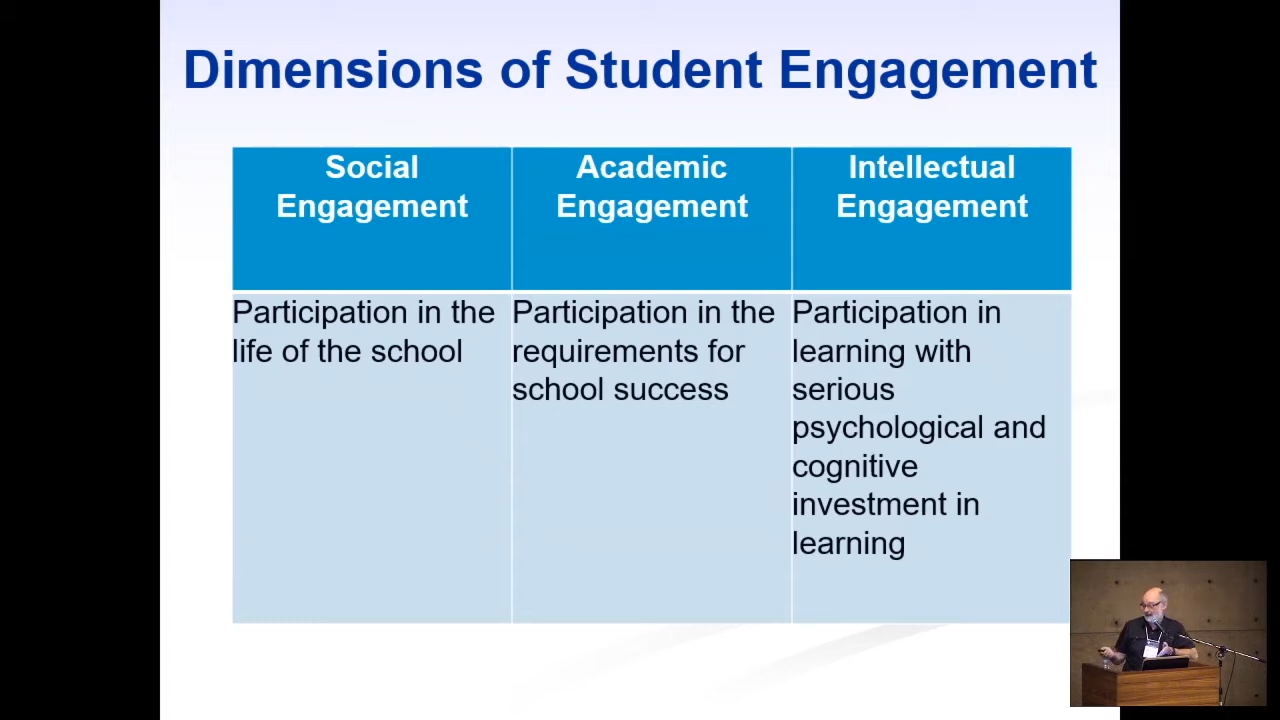 Dimensions of Student Engagement
Social
Engagement
Academic
Engagement
Intellectual
Engagement
Participation in the
life of the school
Participation in the
requirements for
school success
Participation in
learning with
serious
psychological and
cognitive
investment in
learning